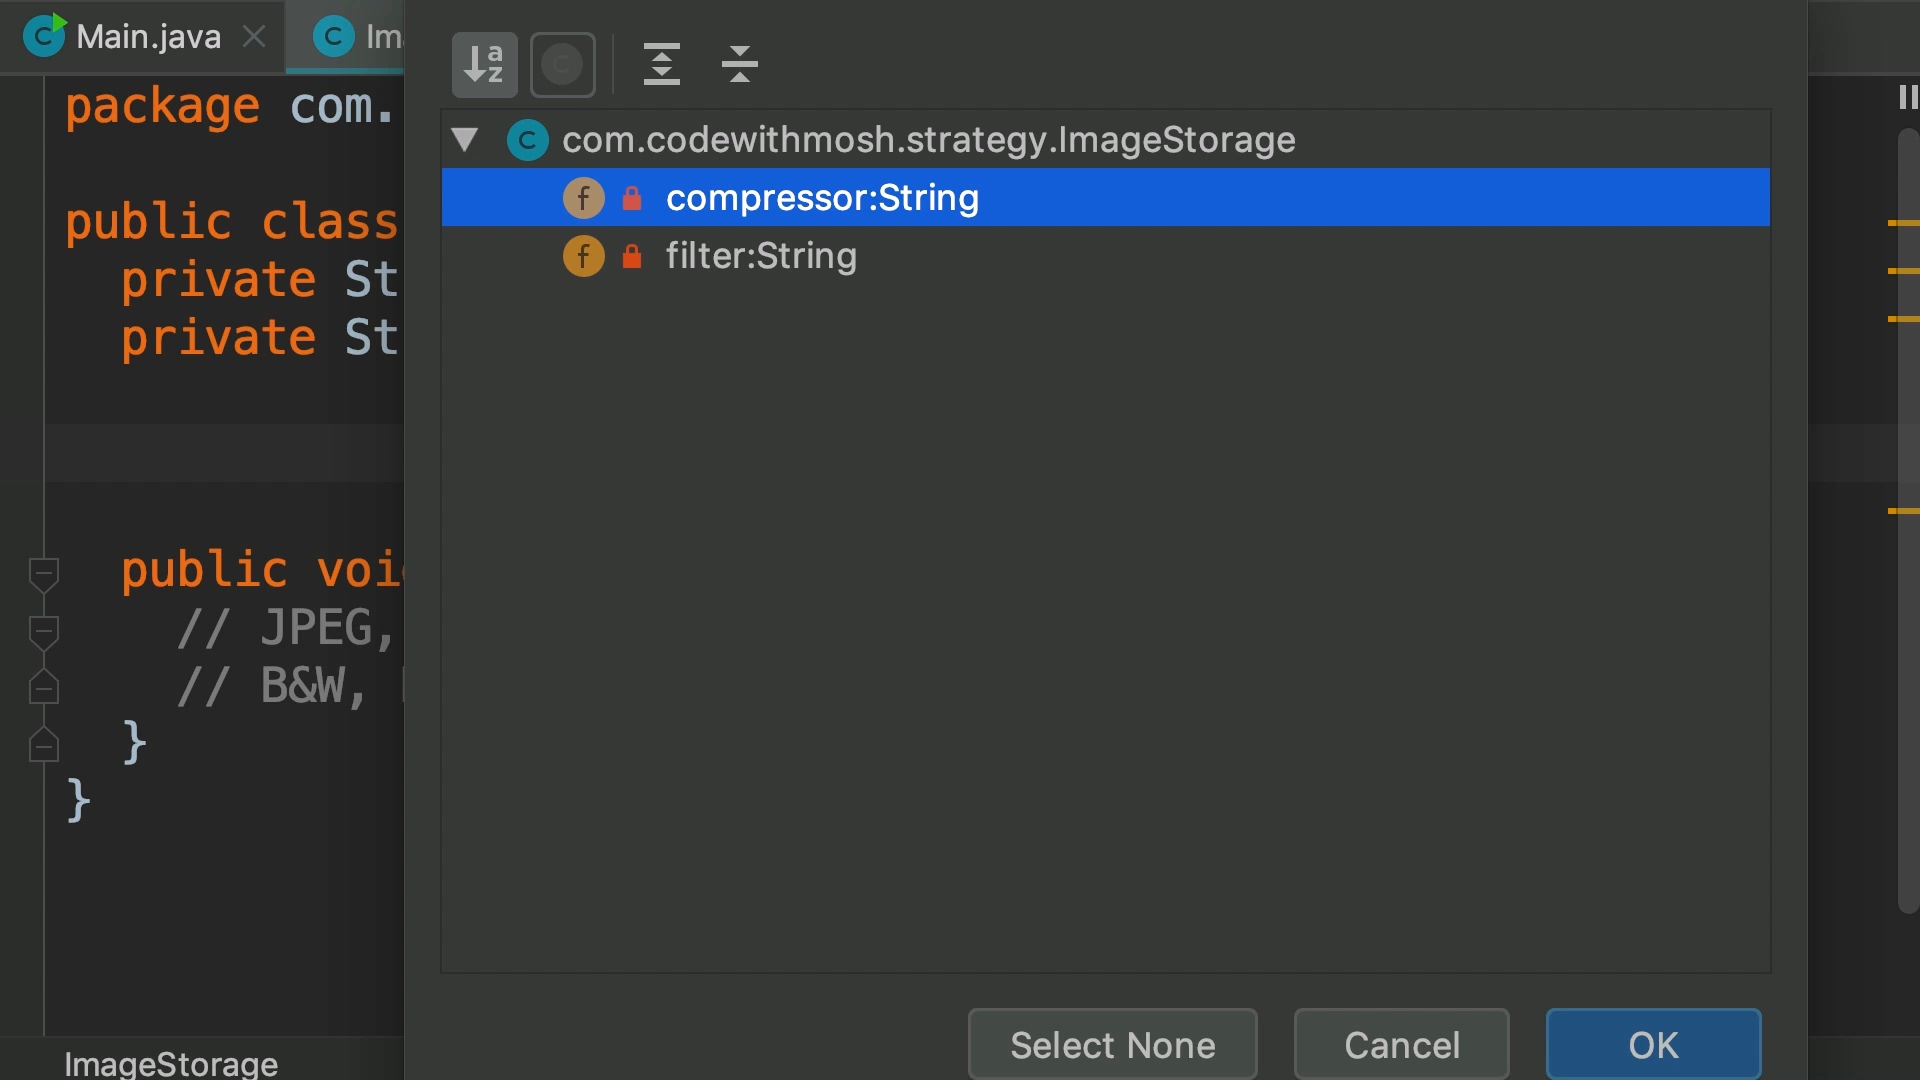 Main.java
Im
package com.
public class
private St
private St
public voi
// JPEG,
// B&W,
}
}
ImageStorage
com.codewithmosh.strategy.ImageStorage
compressor:String
filter:String
Select None
Cancel
OK